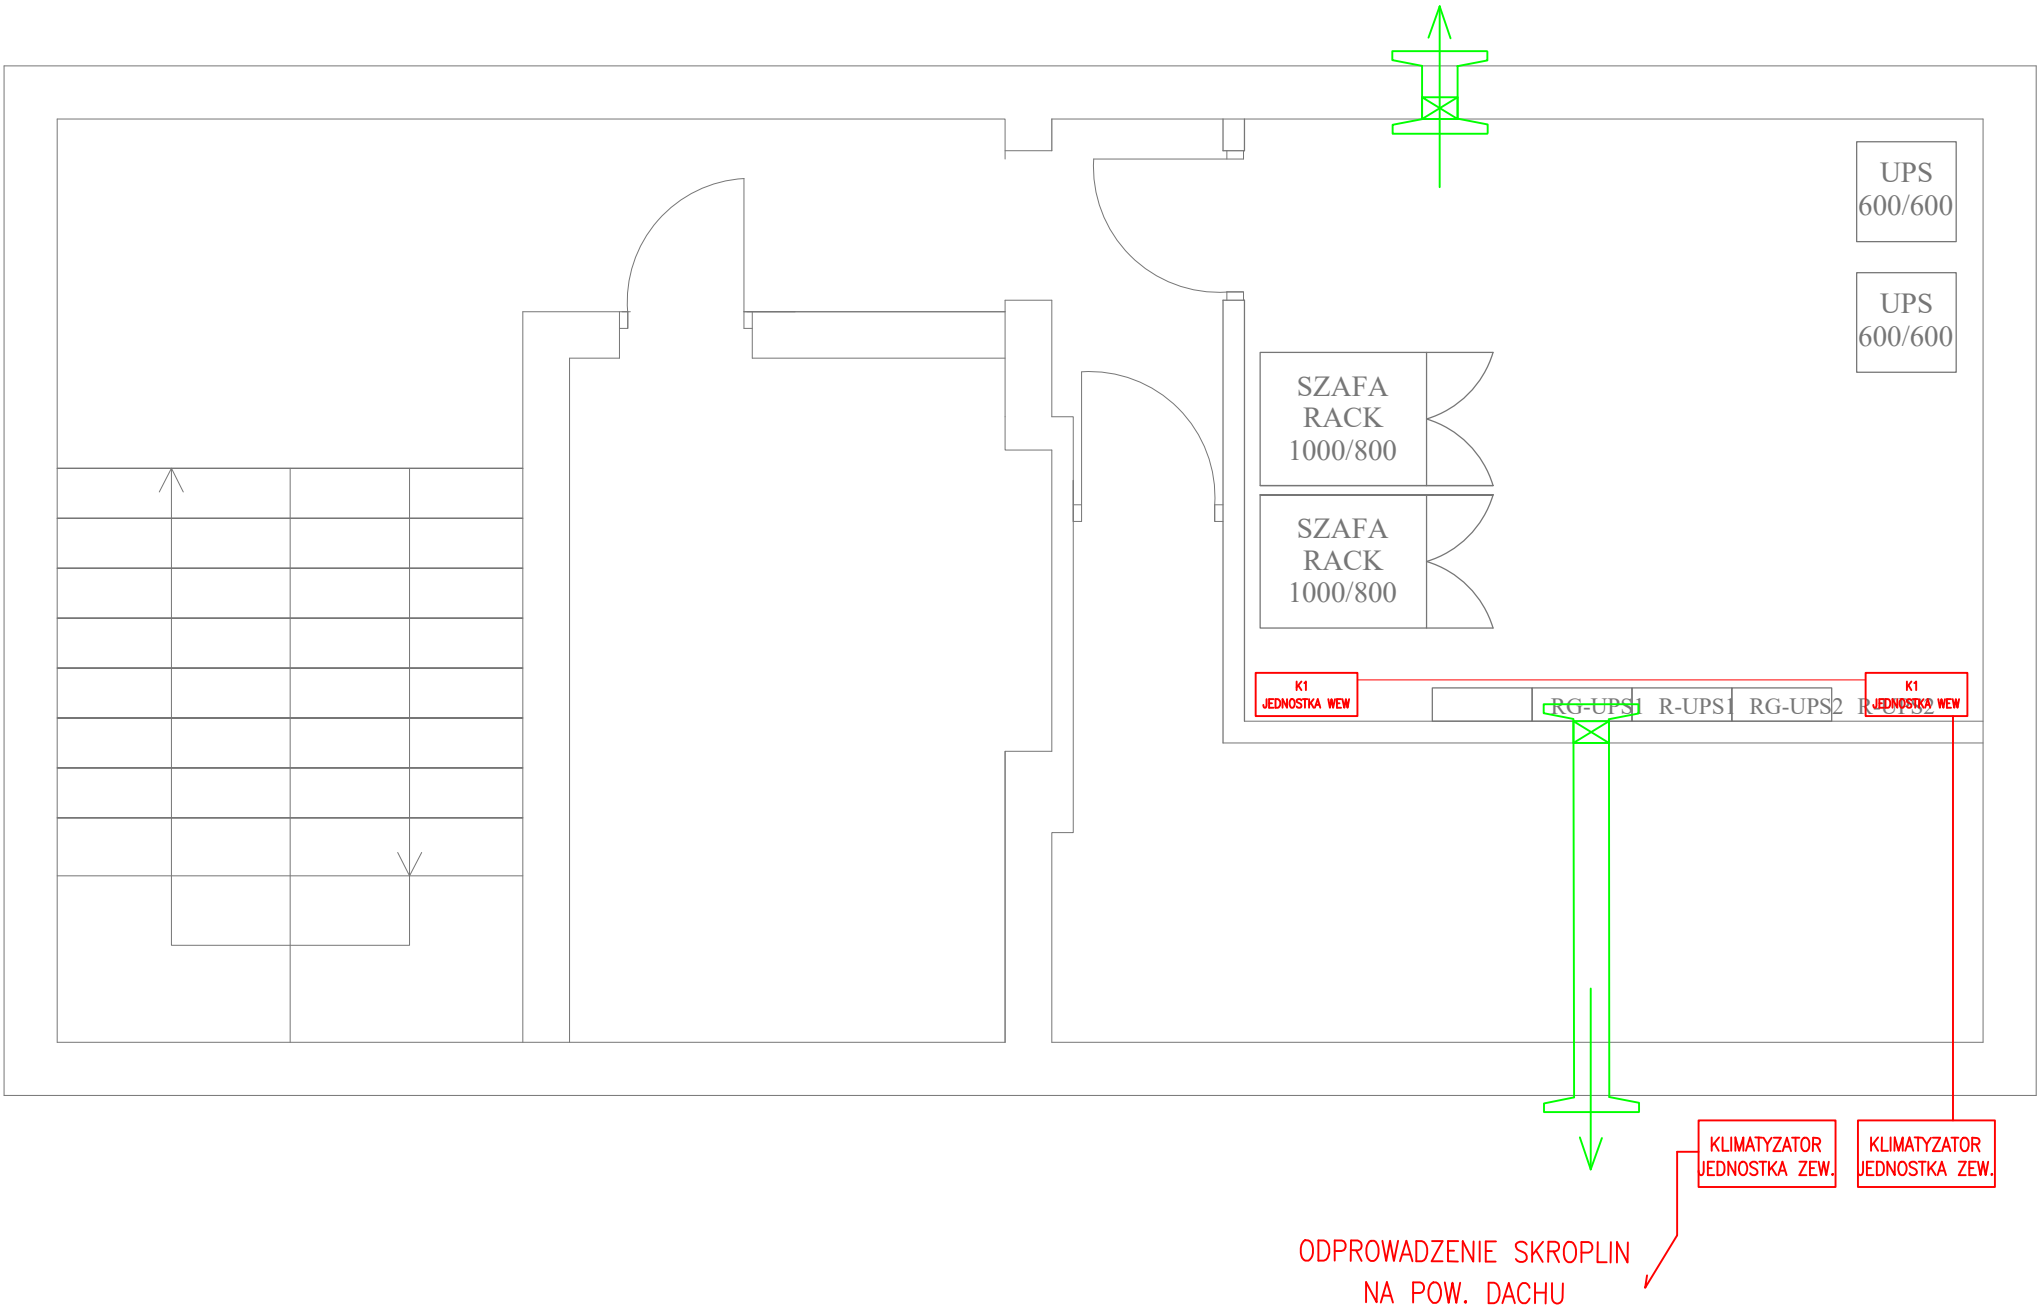 UPS
600/600
UPS
600/600
SZAFA
RACK
1000/800
SZAFA
RACK
1000/800
K1
JEDNOSTKA WEW
K1
JEDNOSTKA WEW
RG-UPS1 R-UPS1 RG-UPS2 R-UPS2
KLIMATYZATOR
JEDNOSTKA ZEW.
KLIMATYZATOR
JEDNOSTKA ZEW.
ODPROWADZENIE SKROPLIN
NA POW. DACHU